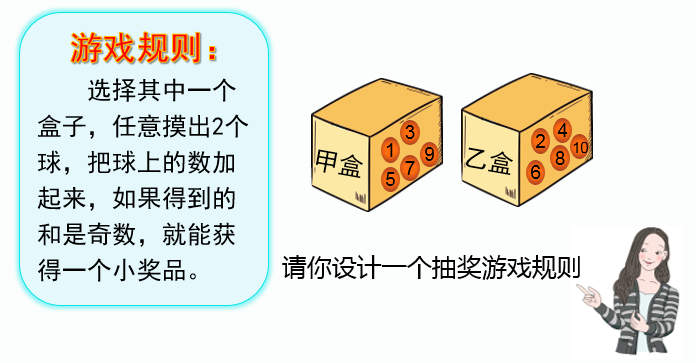 游戏规则：
选择其中一个
盒子，任意摸出2个
球，把球上的数加
起来，如果得到的
和是奇数，就能获
得一个小奖品。
甲盒
1
3
5
7
9
乙盒
2
4
6
8
10
请你设计一个抽奖游戏规则